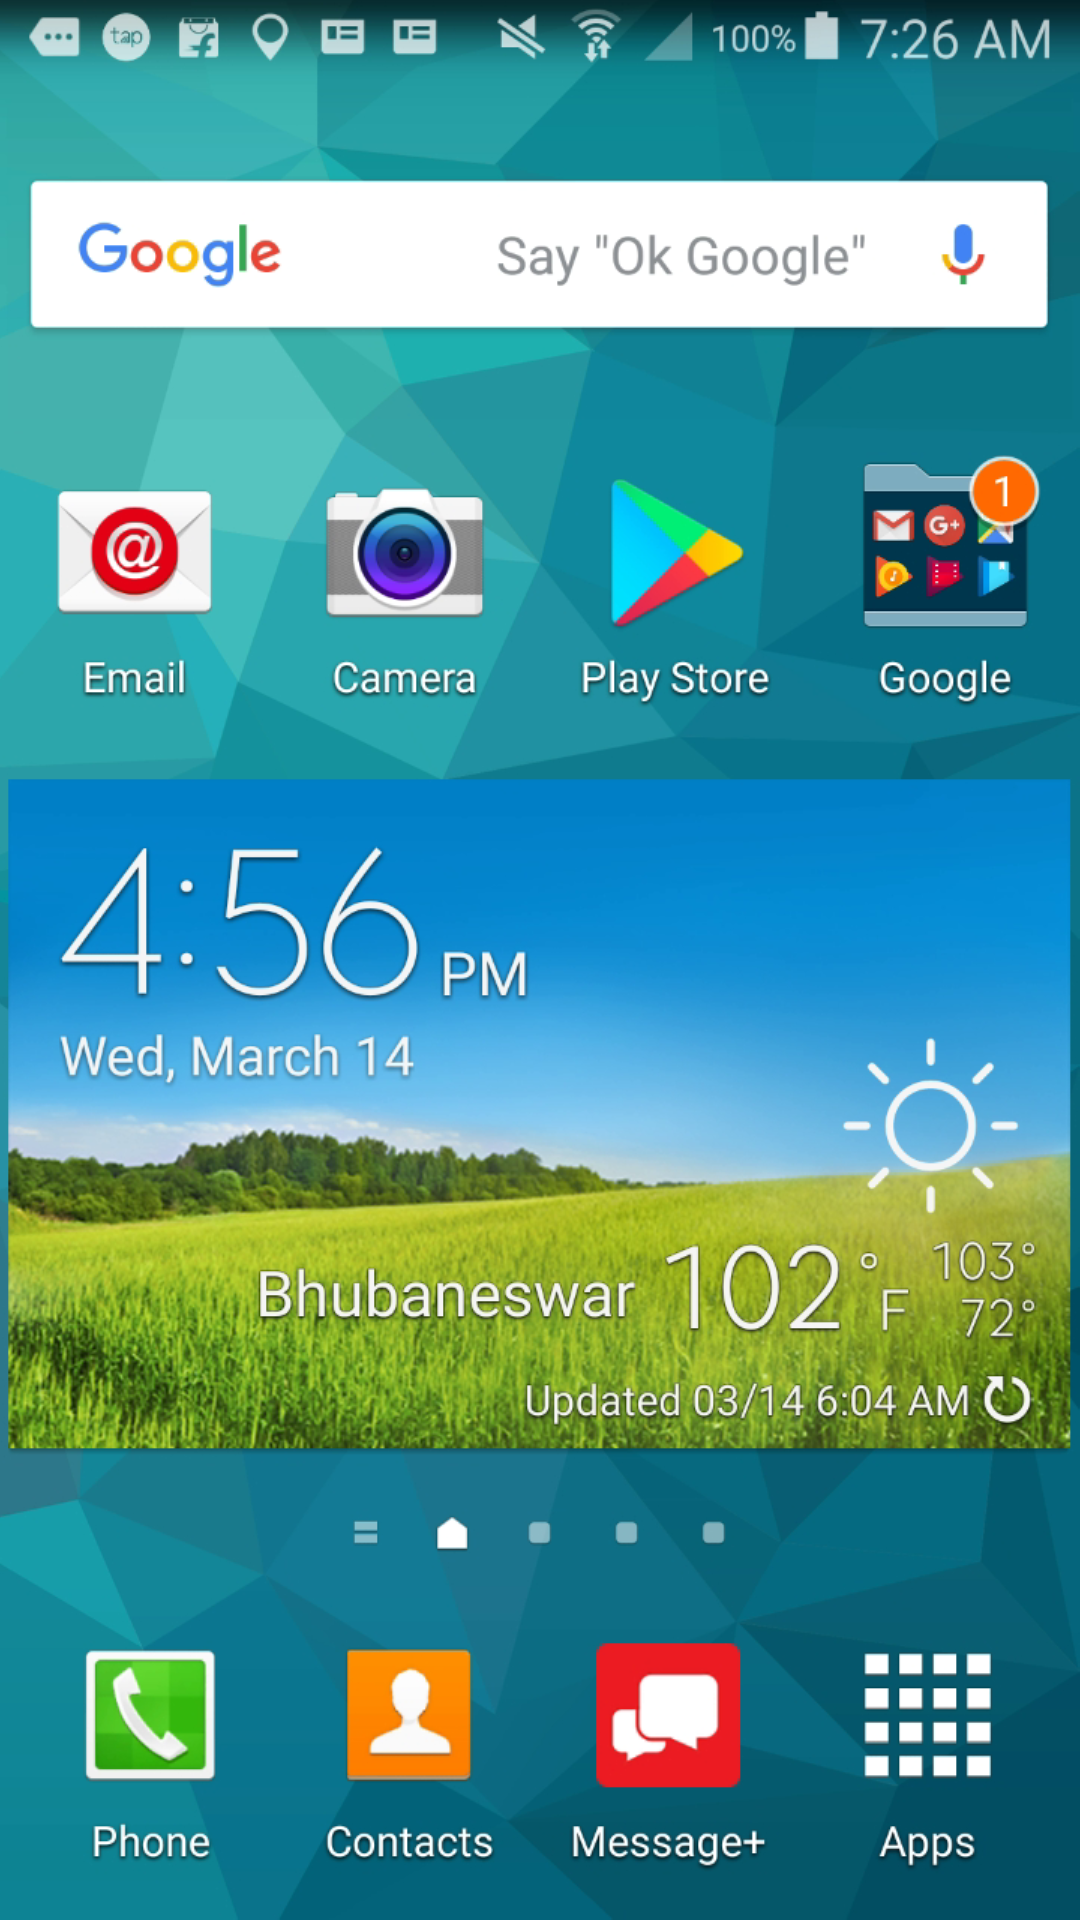 tap 100% 7:26 AM
Google Say "Ok Google"
1
G+
@
Email Camera Play Store Google
4:56 PM
Wed, March 14
Bhubaneswar 102°F 103°
72°
Updated 03/14 6:04 AM
Phone Contacts Message+ Apps